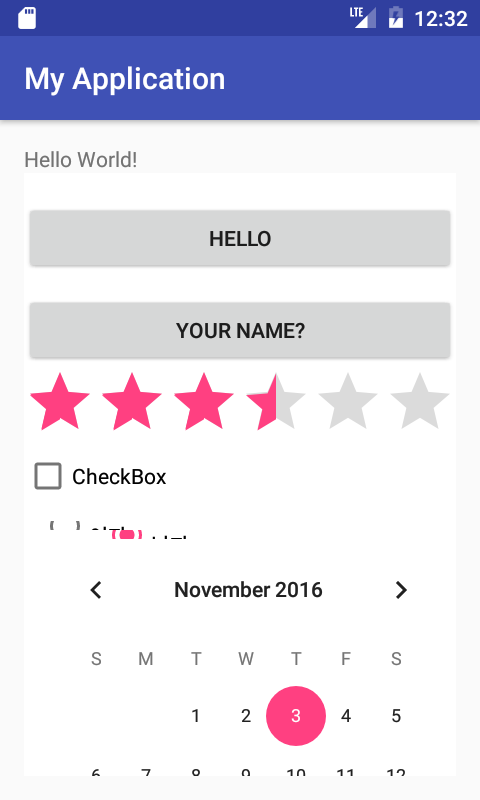 LTE 12:32
My Application
Hello World!
HELLO
YOUR NAME?
CheckBox
November 2016
S M T W T F S
1 2 3 4 5
6 7 8 9 10 11 12